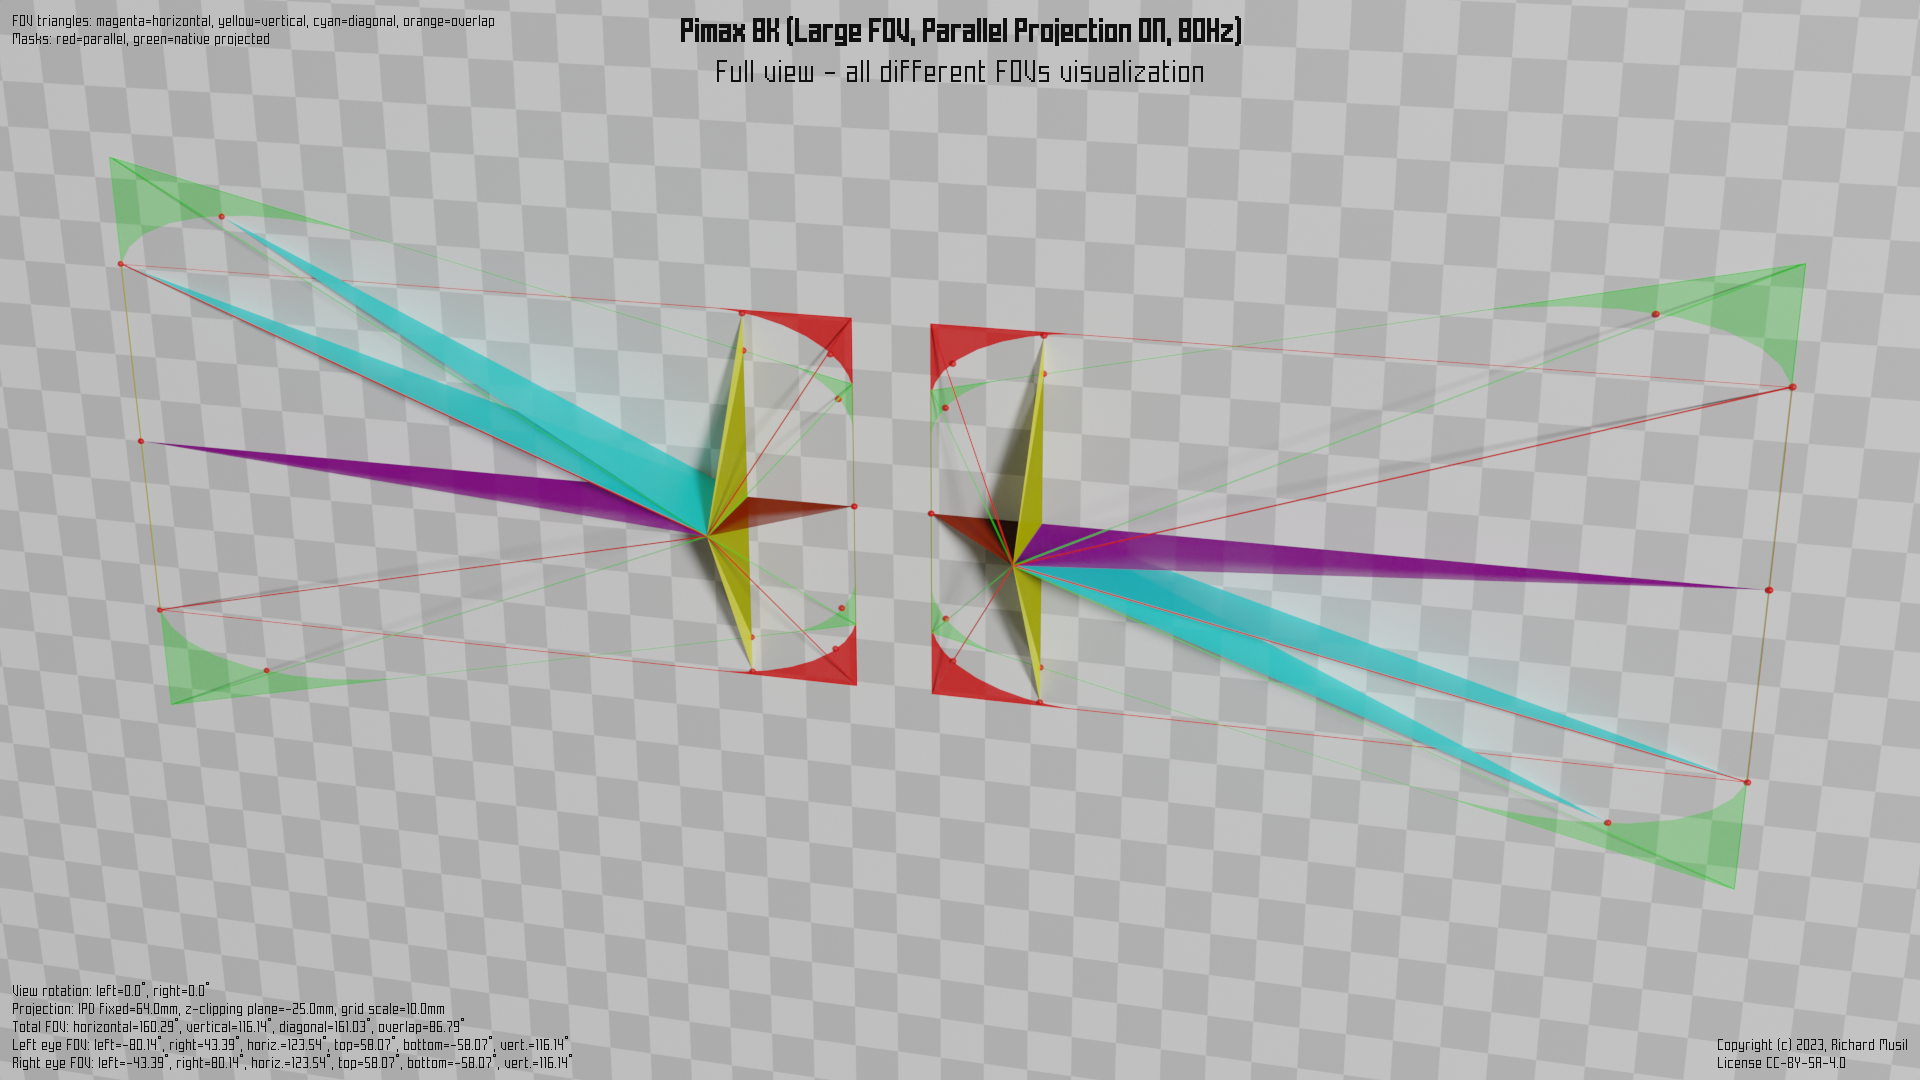 FOV triangles: magenta=horizontal, yellow=vertical, cyan=diagonal, orange=overlap
Masks: red=parallel, green=native projected
Pimax 8K (Large FOV, Parallel Projection ON, 80Hz)
Full view - all different FOVs visualization
View rotation: left=0.0°, right=0.0°
Projection: IPD fixed=64.0mm, z-clipping plane=-25.0mm, grid scale=10.0mm
Total FOV: horizontal=160.29°, vertical=116.14°, diagonal=161.03°, overlap=86.79°
Left eye FOV: left=-80.14°, right=43.39°, horiz.=123.54°, top=58.07°, bottom=-58.07°, vert.=116.14°
Right eye FOV: left=-43.39°, right=80.14°, horiz.=123.54°, top=58.07°, bottom=-58.07°, vert.=116.14°
Copyright (c) 2023, Richard Musil
License CC-BY-SA-4.0